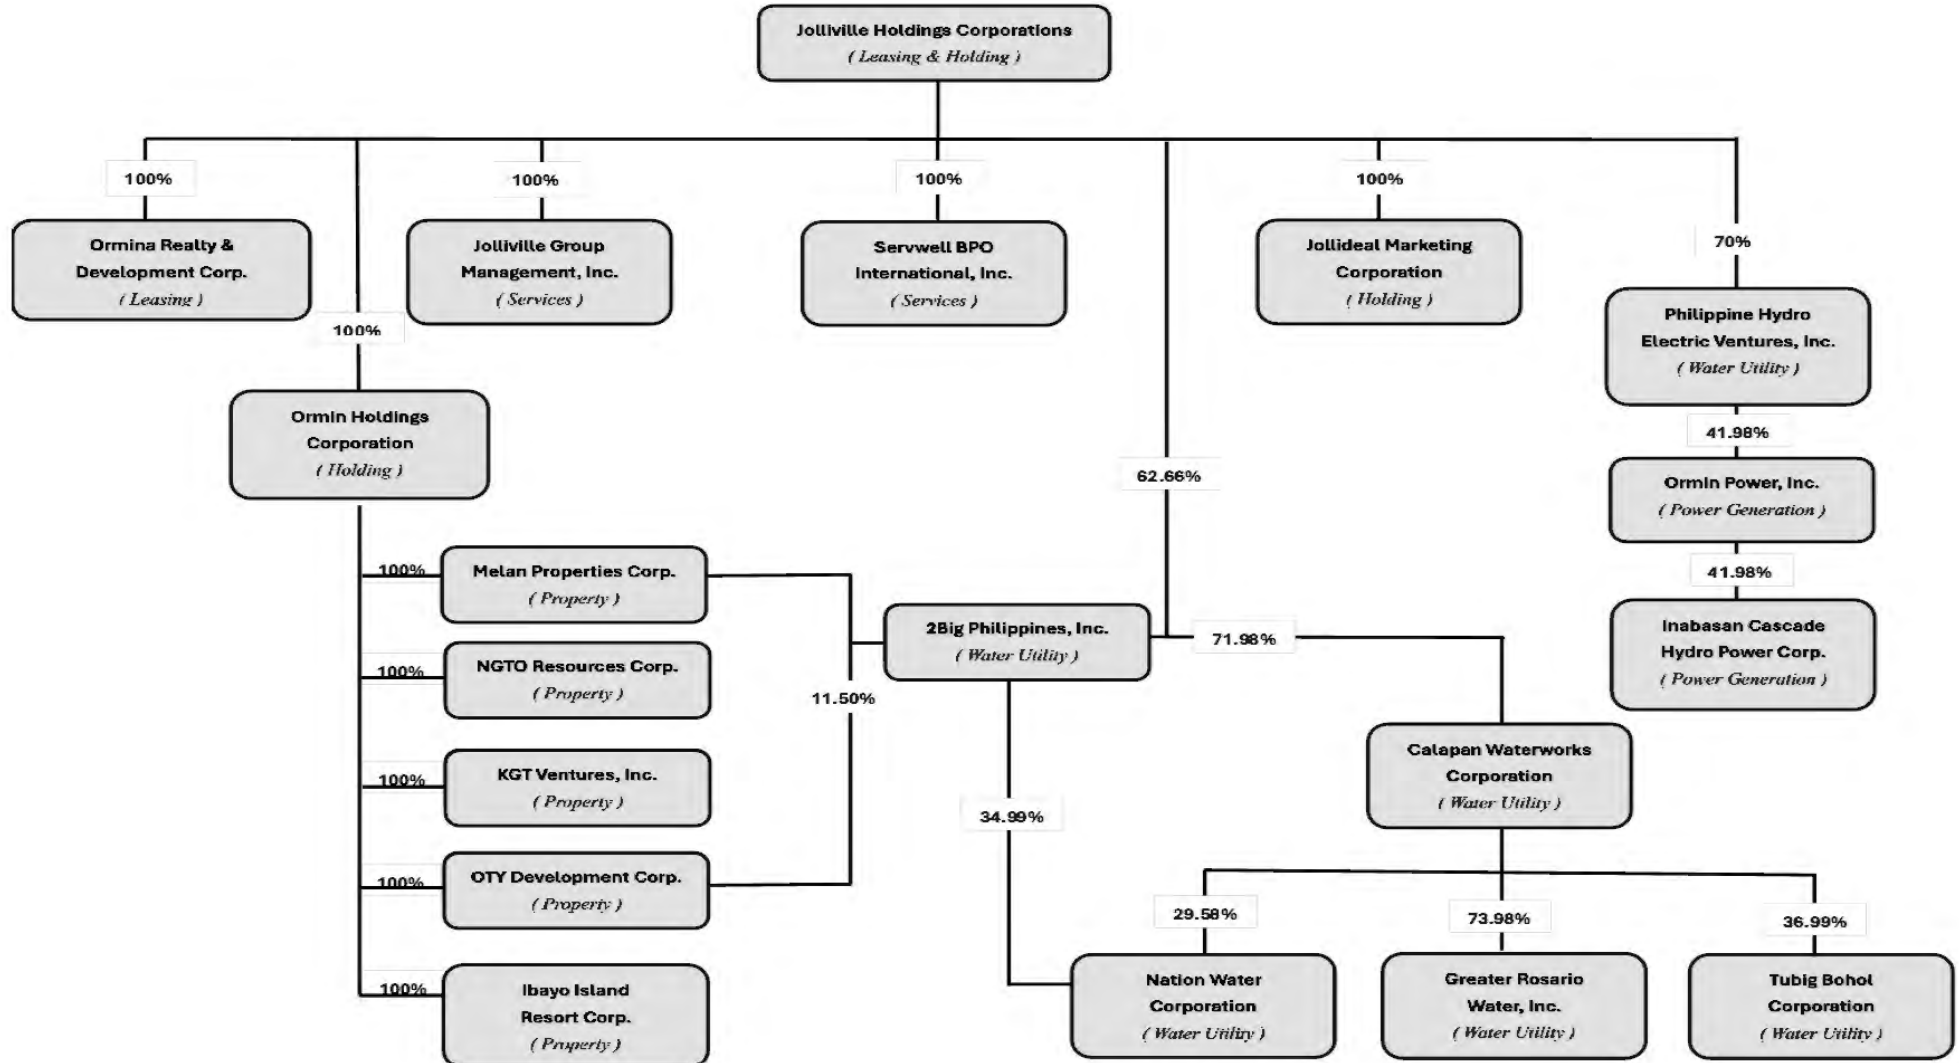 Jolliville Holdings Corporations
( Leasing & Holding )
100%
100%
100%
100%
70%
Ormina Realty &
Development Corp.
( Leasing )
Jolliville Group
Management, Inc.
( Services )
Servwell BPO
International, Inc.
( Services )
Jollideal Marketing
Corporation
( Holding )
Philippine Hydro
Electric Ventures, Inc.
( Water Utility )
100%
Ormin Holdings
Corporation
( Holding )
62.66%
41.98%
Ormin Power, Inc.
( Power Generation )
41.98%
Inabasan Cascade
Hydro Power Corp.
( Power Generation )
100%
Melan Properties Corp.
( Property )
100%
NGTO Resources Corp.
( Property )
100%
KGT Ventures, Inc.
( Property )
100%
OTY Development Corp.
( Property )
100%
Ibayo Island
Resort Corp.
( Property )
11.50%
2Big Philippines, Inc.
( Water Utility )
71.98%
34.99%
Calapan Waterworks
Corporation
( Water Utility )
29.58%
73.98%
36.99%
Nation Water
Corporation
( Water Utility )
Greater Rosario
Water, Inc.
( Water Utility )
Tubig Bohol
Corporation
( Water Utility )